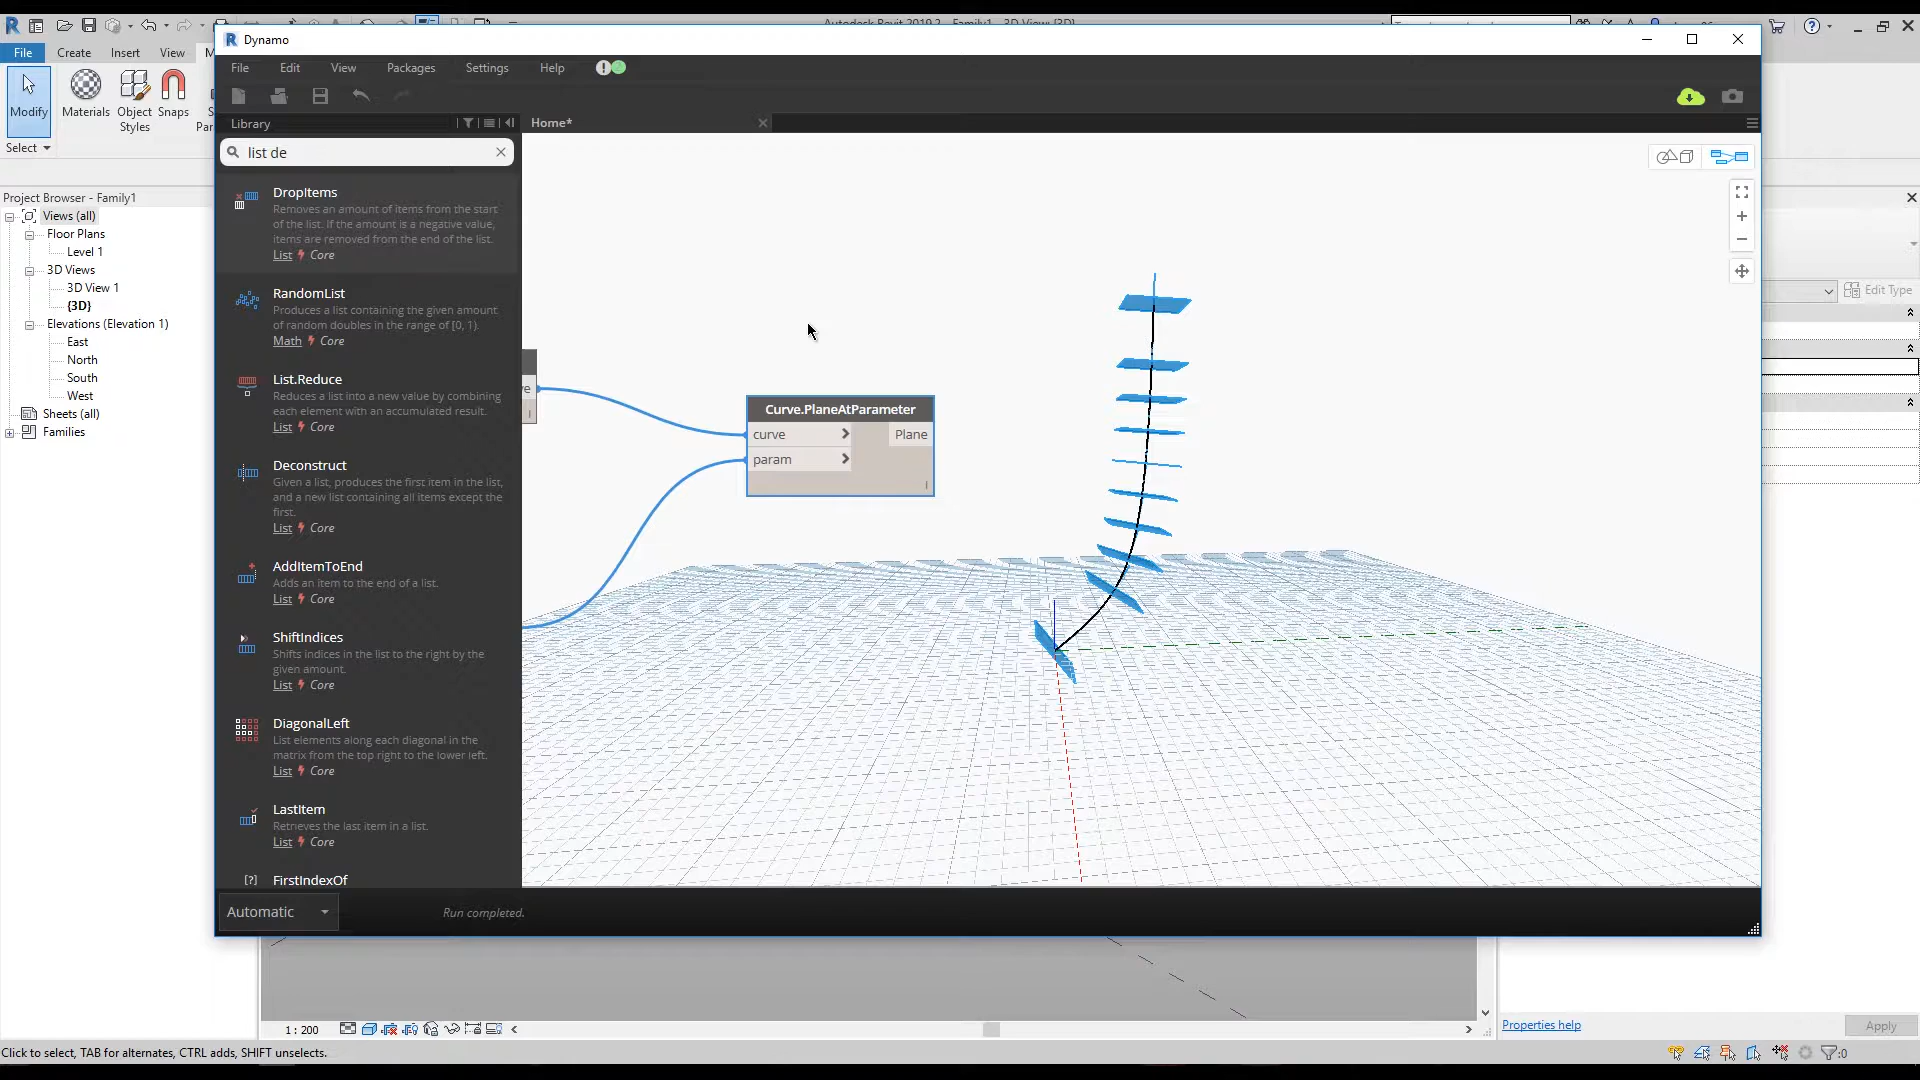 Autodesk Revit 2019.2 - Family1 - 3D View: {3D}
File
Create
Insert
View
Modify
Materials
Object
Styles
Snaps
Select
Project Browser - Family1
Views (all)
Floor Plans
Level 1
3D Views
3D View 1
{3D}
Elevations (Elevation 1)
East
North
South
West
Sheets (all)
Families
Dynamo
File
Edit
View
Packages
Settings
Help
Library
Home*
list de
DropItems
Removes an amount of items from the start
of the list. If the amount is a negative value,
items are removed from the end of the list.
List Core
RandomList
Produces a list containing the given amount
of random doubles in the range of [0, 1).
Math Core
List.Reduce
Reduces a list into a new value by combining
each element with an accumulated result.
List Core
Deconstruct
Given a list, produces the first item in the list,
and a new list containing all items except the
first.
List Core
AddItemToEnd
Adds an item to the end of a list.
List Core
ShiftIndices
Shifts indices in the list to the right by the
given amount.
List Core
DiagonalLeft
List elements along each diagonal in the
matrix from the top right to the lower left.
List Core
LastItem
Retrieves the last item in a list.
List Core
[?] FirstIndexOf
Curve.PlaneAtParameter
curve > Plane
param >
Automatic
Run completed.
Edit Type
1 : 200
Properties help
Apply
Click to select, TAB for alternates, CTRL adds, SHIFT unselects.
:0